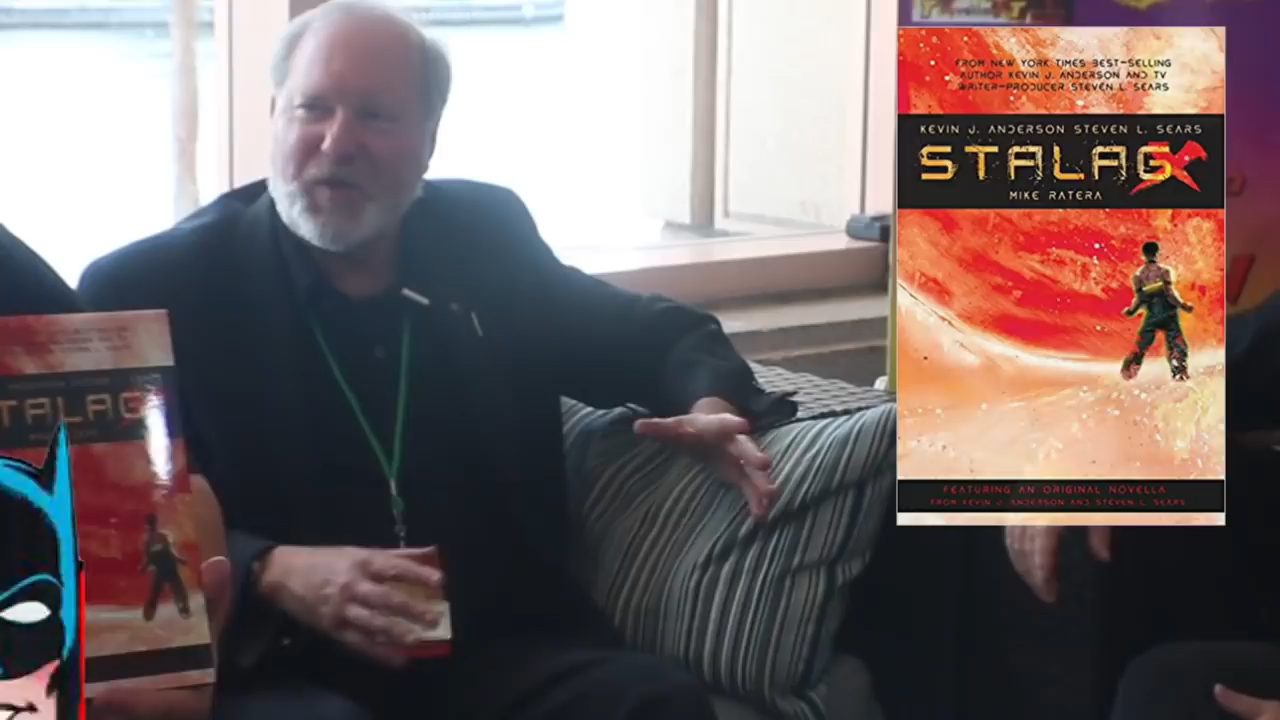 FROM NEW YORK TIMES BEST-SELLING
AUTHOR KEVIN J. ANDERSON AND TV
WRITER-PRODUCER STEVEN L. SEARS
KEVIN J. ANDERSON STEVEN L. SEARS
STALAG X
MIKE RATERA
FEATURING AN ORIGINAL NOVELLA
FROM KEVIN J. ANDERSON AND STEVEN L. SEARS
TALAG